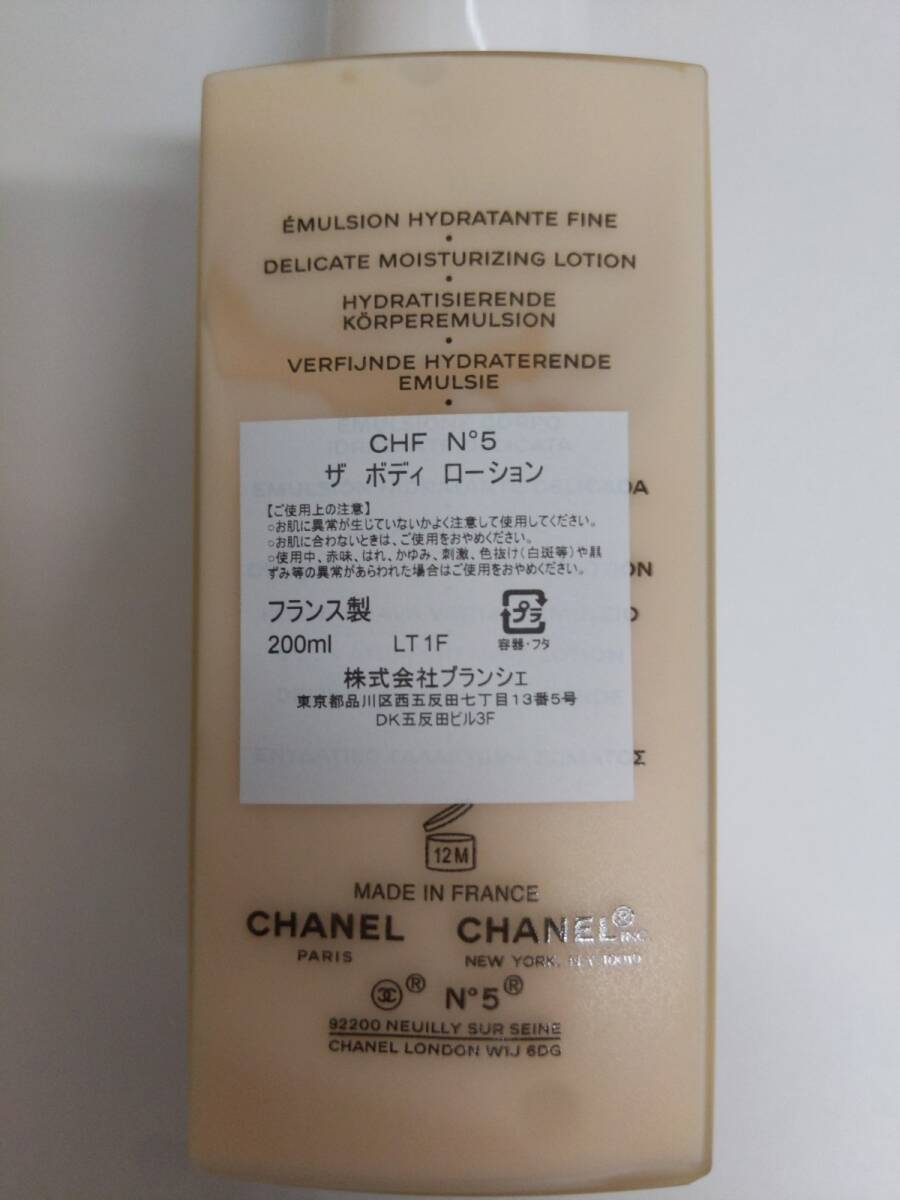 ÉMULSION HYDRATANTE FINE
•
DELICATE MOISTURIZING LOTION
•
HYDRATISIERENDE
KÖRPEREMULSION
•
VERFIJNDE HYDRATERENDE
EMULSIE
•
CHF N°5
ザ ボディ ローション
【ご使用上の注意】
○お肌に異常が生じていないかよく注意して使用してください。
○お肌に合わないときは、ご使用をおやめください。
○使用中、赤味、はれ、かゆみ、刺激、色抜け(白斑等)や黒
ずみ等の異常があらわれた場合はご使用をおやめください。
フランス製
200ml LT1F
プラ
容器・フタ
株式会社ブランシェ
東京都品川区西五反田七丁目13番5号
DK五反田ビル3F
12M
MADE IN FRANCE
CHANEL CHANEL® INC.
PARIS NEW YORK, N.Y. 10019
® N°5®
92200 NEUILLY SUR SEINE
CHANEL LONDON W1J 6DG